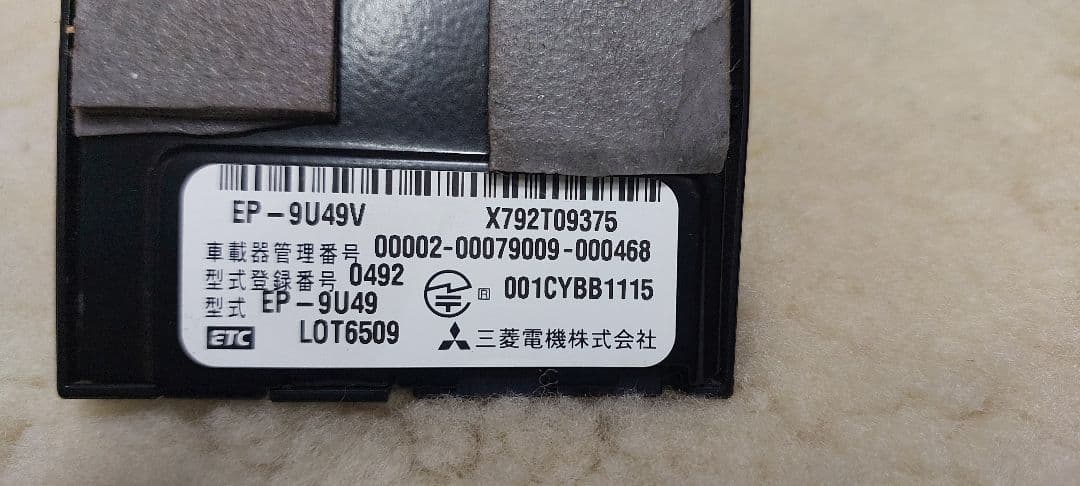 EP-9U49V X792T09375
車載器管理番号 00002-00079009-000468
型式登録番号 0492
型式 EP-9U49 R 001CYBB1115
ETC LOT6509 三菱電機株式会社